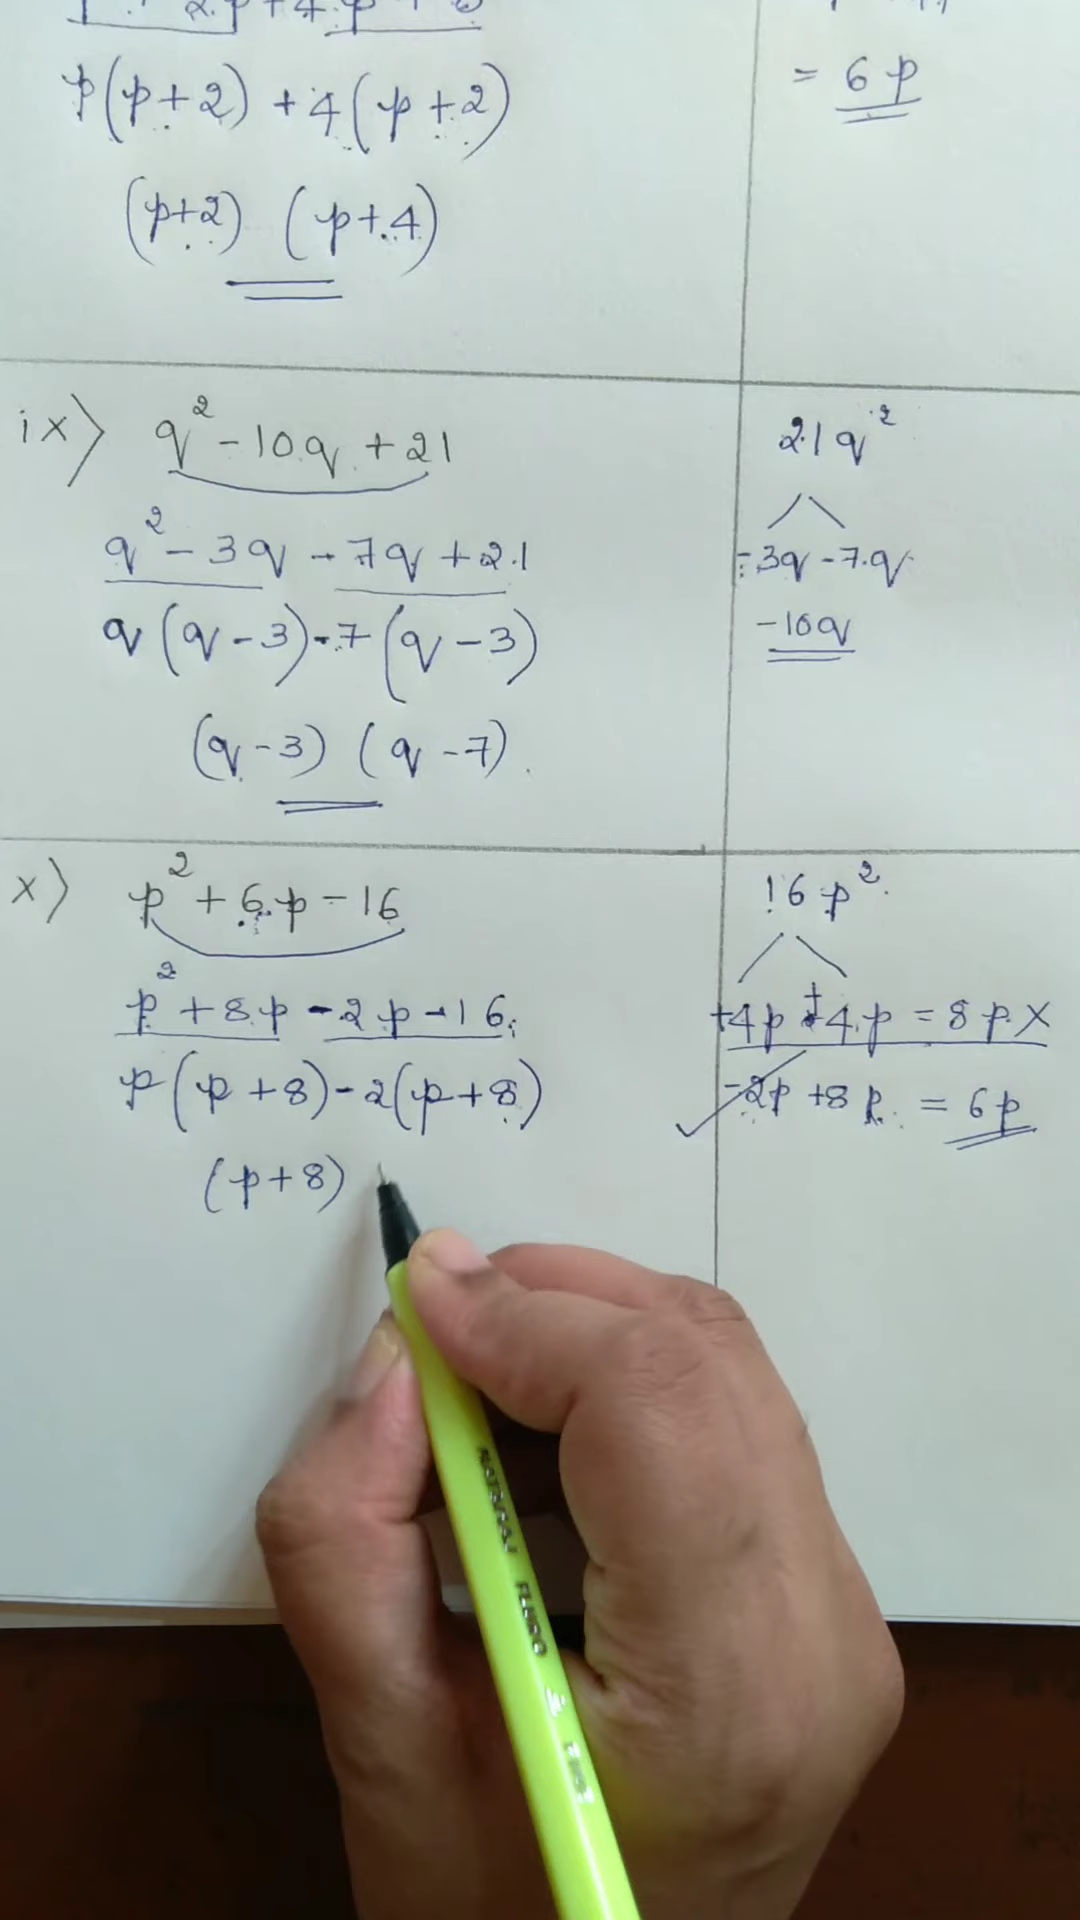 p(p+2) +4(p+2)
= 6p
(p+2) (p+4)
ix) q² - 10q + 21
21q²
q² - 3q - 7q + 21
-3q -7q
q(q-3) -7(q-3)
-10q
(q-3) (q-7)
x) p² + 6p - 16
16p²
p² + 8p - 2p - 16
+4p +4p = 8p X
p(p+8) -2(p+8)
-2p +8p = 6p
(p+8)
NATARAJ FLURO